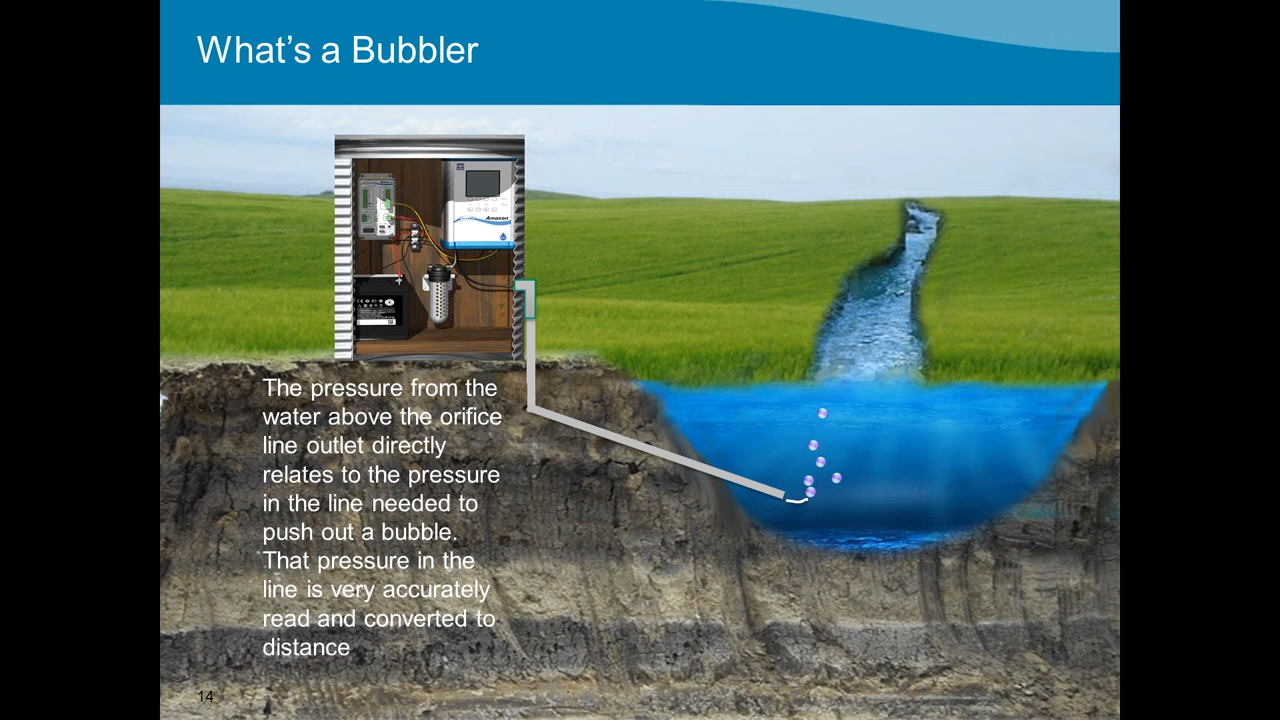 What's a Bubbler
Amazon
The pressure from the
water above the orifice
line outlet directly
relates to the pressure
in the line needed to
push out a bubble.
That pressure in the
line is very accurately
read and converted to
distance
14